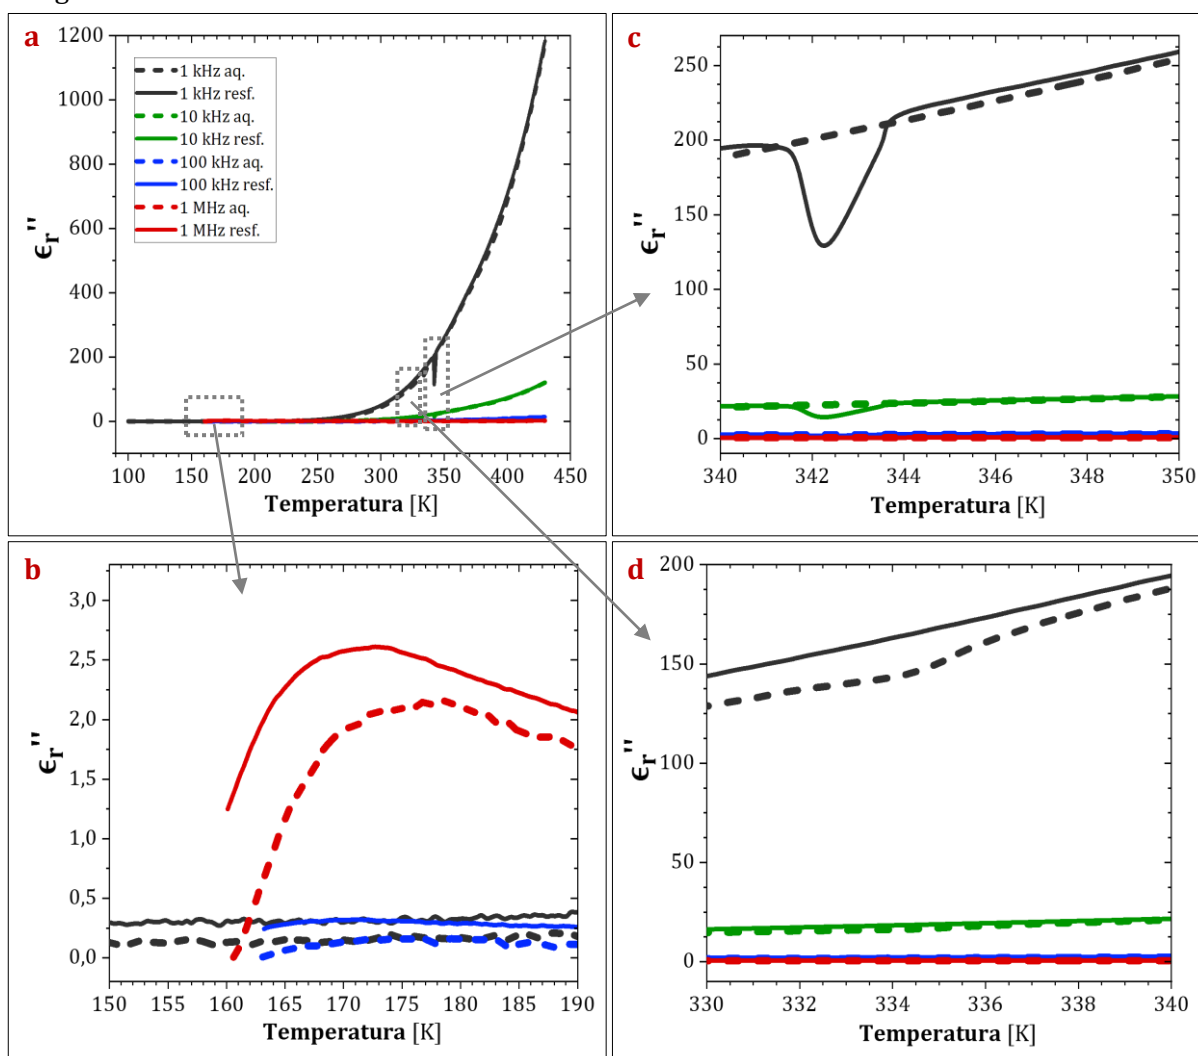 a
1200
1000
800
600
400
200
0
100 150 200 250 300 350 400 450
ϵr''
Temperatura [K]
1 kHz aq.
1 kHz resf.
10 kHz aq.
10 kHz resf.
100 kHz aq.
100 kHz resf.
1 MHz aq.
1 MHz resf.
c
250
200
150
100
50
0
340 342 344 346 348 350
ϵr''
Temperatura [K]
b
3,0
2,5
2,0
1,5
1,0
0,5
0,0
150 155 160 165 170 175 180 185 190
ϵr''
Temperatura [K]
d
200
150
100
50
0
330 332 334 336 338 340
ϵr''
Temperatura [K]